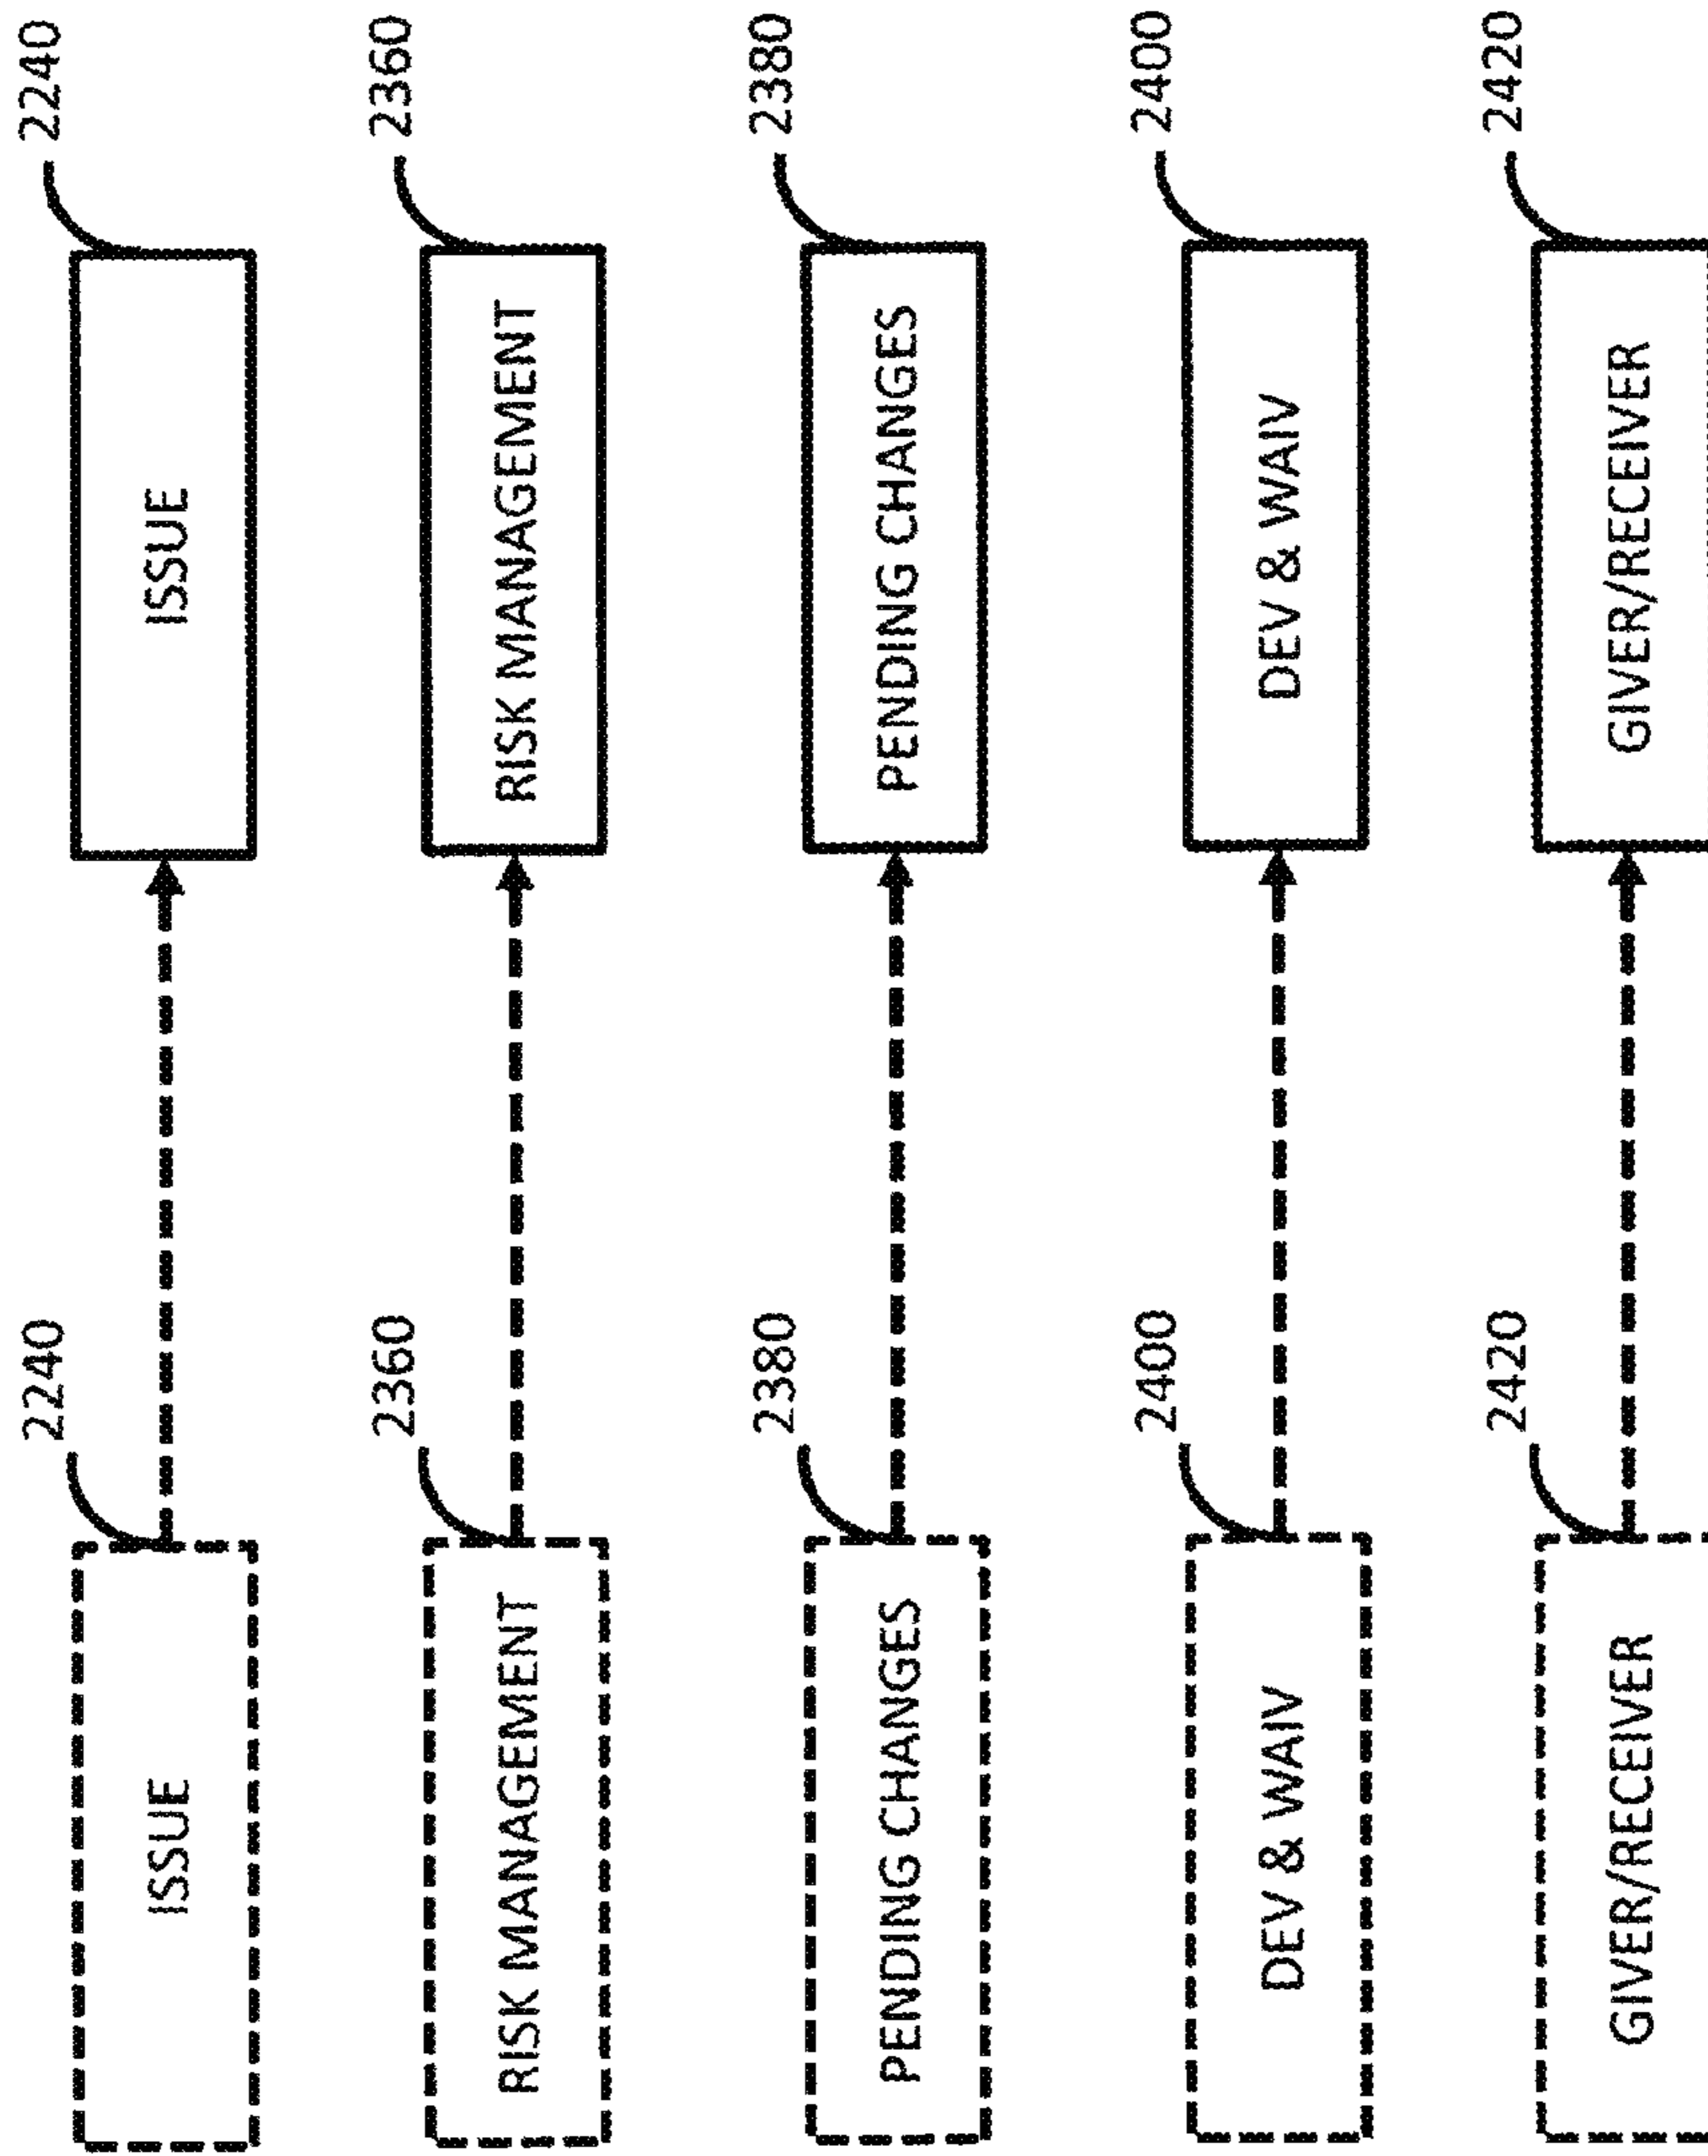 2240
2240
ISSUE
ISSUE
2360
2360
RISK MANAGEMENT
RISK MANAGEMENT
2380
2380
PENDING CHANGES
PENDING CHANGES
2400
2400
DEV & WAIV
DEV & WAIV
2420
2420
GIVER/RECEIVER
GIVER/RECEIVER